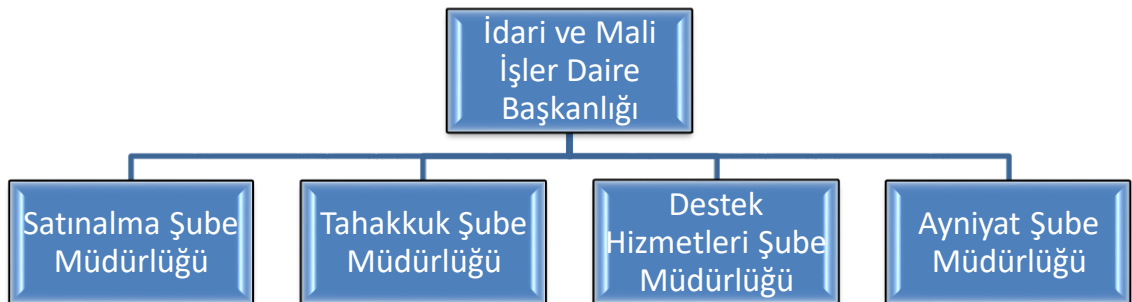 İdari ve Mali
İşler Daire
Başkanlığı
Satınalma Şube
Müdürlüğü
Tahakkuk Şube
Müdürlüğü
Destek
Hizmetleri Şube
Müdürlüğü
Ayniyat Şube
Müdürlüğü